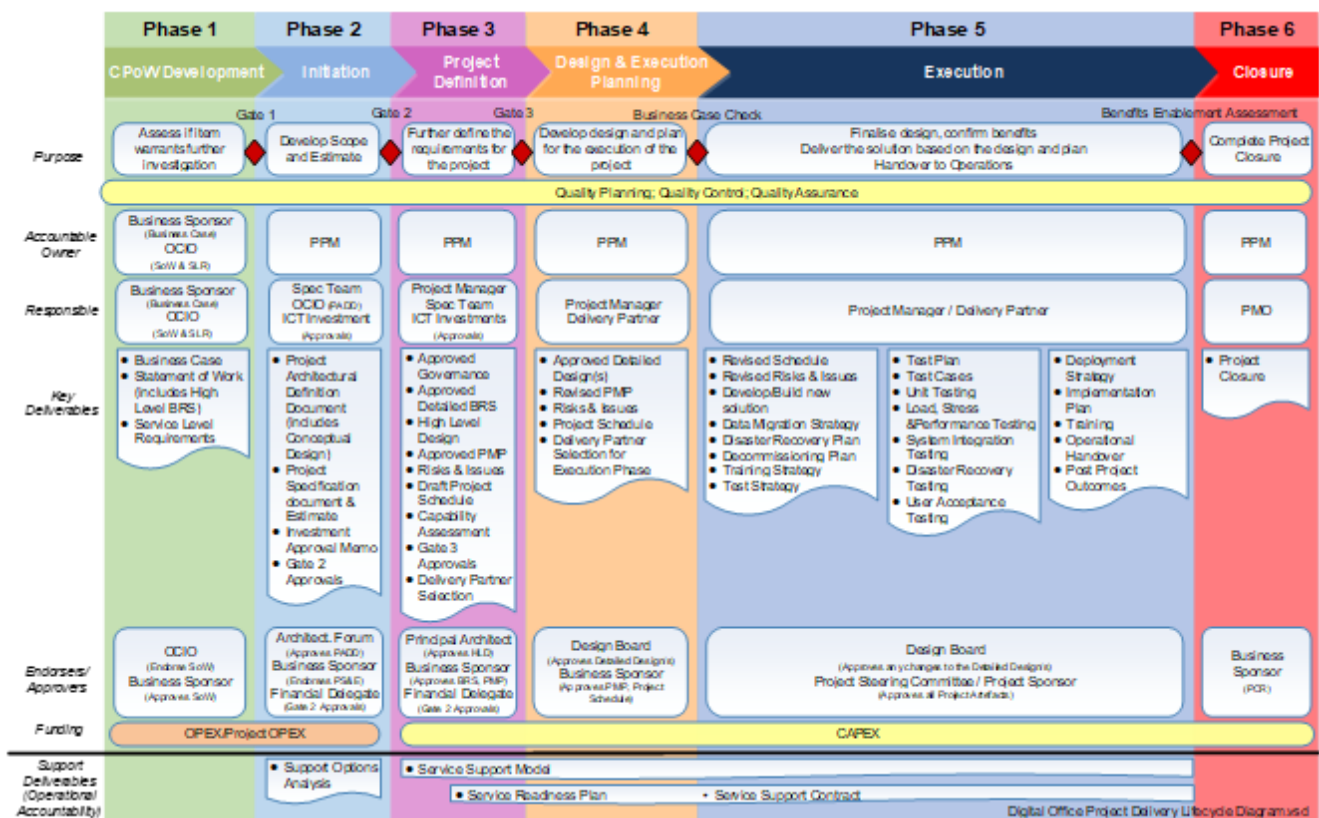 Phase 1
Phase 2
Phase 3
Phase 4
Phase 5
Phase 6
CPoW Development
Initiation
Project
Definition
Design & Execution
Planning
Execution
Closure
Gate 1
Gate 2
Gate 3
Business Case Check
Benefits Enablement Assessment
Purpose
Assess if item
warrants further
investigation
Develop Scope
and Estimate
Further define the
requirements for
the project
Develop design and plan
for the execution of the
project
Finalise design, confirm benefits
Deliver the solution based on the design and plan
Handover to Operations
Complete Project
Closure
Quality Planning; Quality Control; Quality Assurance
Accountable
Owner
Business Sponsor
(Business Case)
OCIO
(SoW & SLR)
PPM
PPM
PPM
PPM
PPM
Responsible
Business Sponsor
(Business Case)
OCIO
(SoW & SLR)
Spec Team
OCIO (PADD)
ICT Investment
(Approvals)
Project Manager
Spec Team
ICT Investments
(Approvals)
Project Manager
Delivery Partner
Project Manager / Delivery Partner
PMO
Key
Deliverables
• Business Case
• Statement of Work
(includes High
Level BRS)
• Service Level
Requirements
• Project
Architectural
Definition
Document
(includes
Conceptual
Design)
• Project
Specification
document &
Estimate
• Investment
Approval Memo
• Gate 2
Approvals
• Approved
Governance
• Approved
Detailed BRS
• High Level
Design
• Approved PMP
• Risks & Issues
• Draft Project
Schedule
• Capability
Assessment
• Gate 3
Approvals
• Delivery Partner
Selection
• Approved Detailed
Design(s)
• Revised PMP
• Risks & Issues
• Project Schedule
• Delivery Partner
Selection for
Execution Phase
• Revised Schedule
• Revised Risks & Issues
• Develop/Build new
solution
• Data Migration Strategy
• Disaster Recovery Plan
• Decommissioning Plan
• Training Strategy
• Test Strategy
• Test Plan
• Test Cases
• Unit Testing
• Load, Stress
&Performance Testing
• System Integration
Testing
• Disaster Recovery
Testing
• User Acceptance
Testing
• Deployment
Strategy
• Implementation
Plan
• Training
• Operational
Handover
• Post Project
Outcomes
• Project
Closure
Endorsers/
Approvers
OCIO
(Endorse SoW)
Business Sponsor
(Approves SoW)
Architect. Forum
(Approves PADD)
Business Sponsor
(Endorses PS&E)
Financial Delegate
(Gate 2 Approvals)
Principal Architect
(Approves HLD)
Business Sponsor
(Approves BRS, PMP)
Financial Delegate
(Gate 2 Approvals)
Design Board
(Approves Detailed Design/s)
Business Sponsor
(Approves PMP, Project
Schedule)
Design Board
(Approves any changes to the Detailed Design/s)
Project Steering Committee / Project Sponsor
(Approves all Project Artefacts)
Business
Sponsor
(PCR)
Funding
OPEX/Project OPEX
CAPEX
Support
Deliverables
(Operational
Accountability)
• Support Options
Analysis
• Service Support Model
• Service Readiness Plan
• Service Support Contract
Digital Office Project Delivery Lifecycle Diagram.vsd